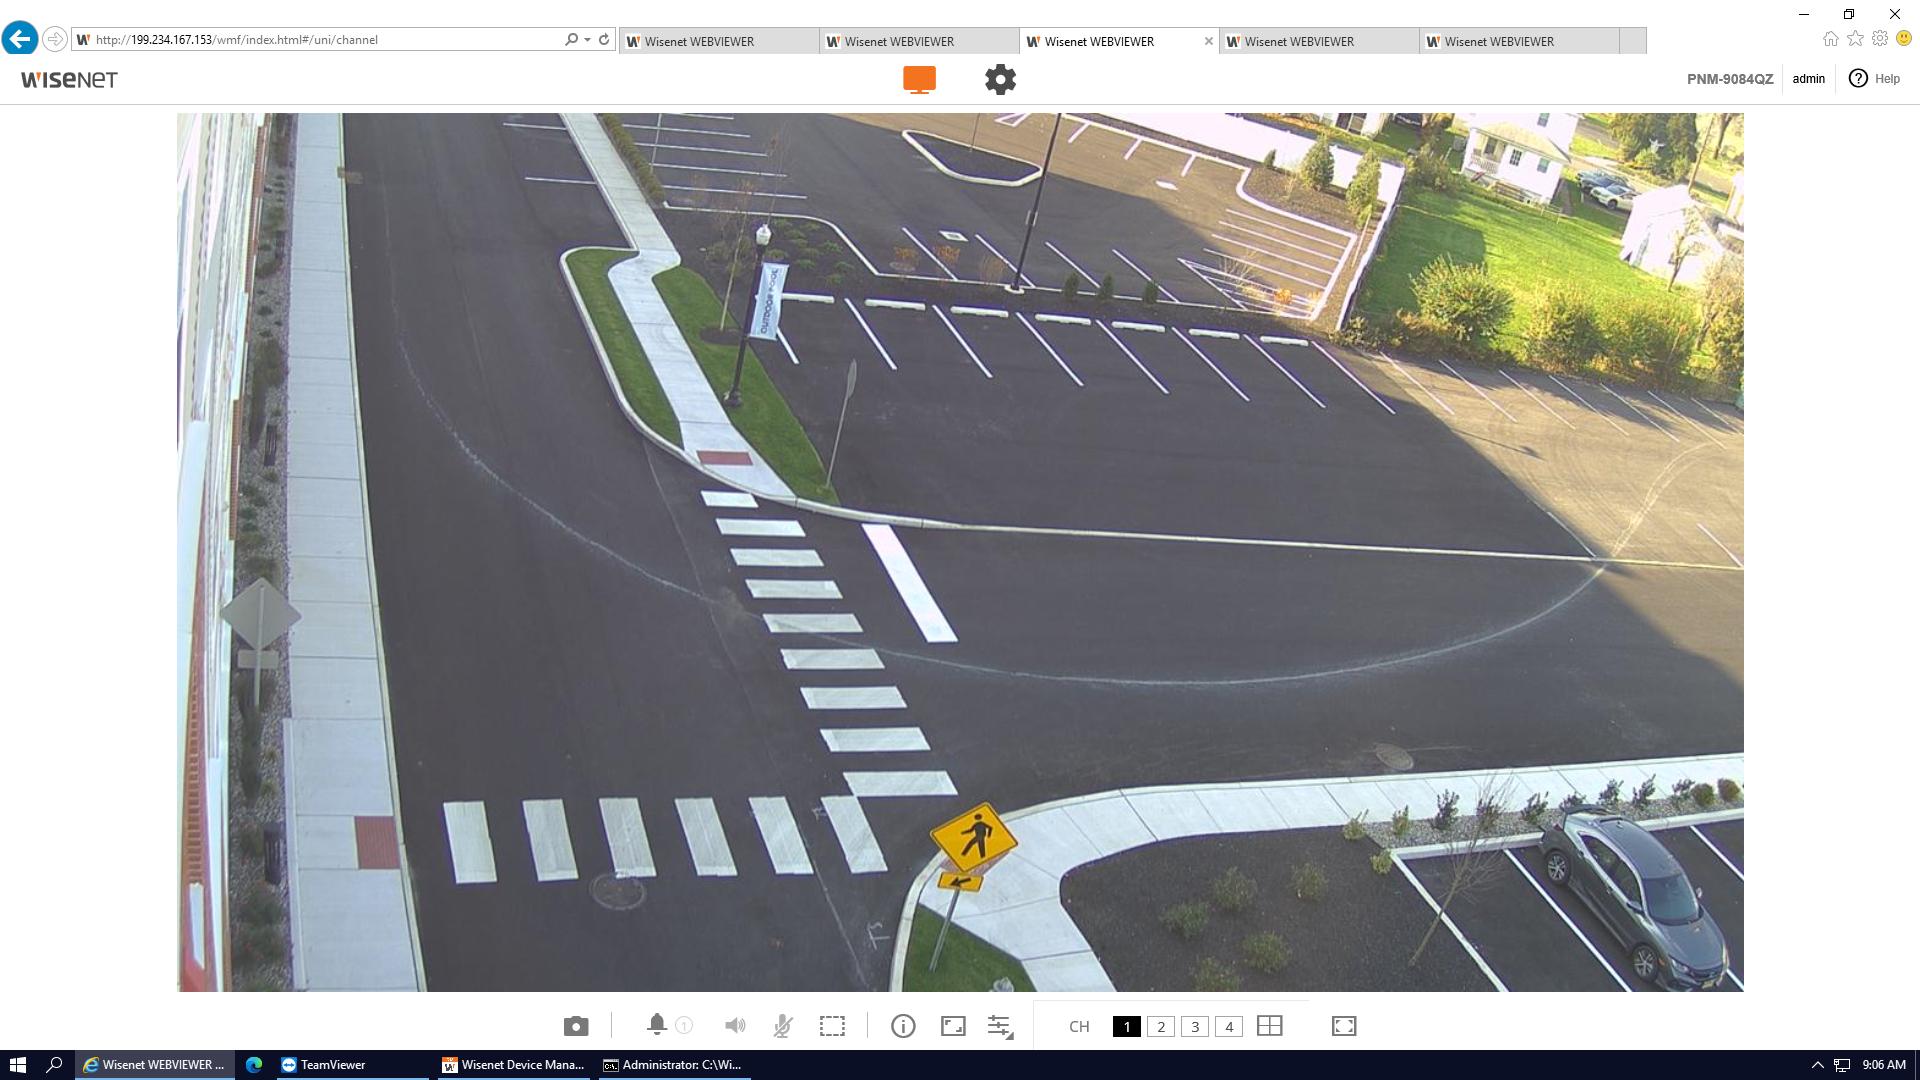 http://199.234.167.153/wmf/index.html#/uni/channel
Wisenet WEBVIEWER
Wisenet WEBVIEWER
Wisenet WEBVIEWER
Wisenet WEBVIEWER
Wisenet WEBVIEWER
WISENET
PNM-9084QZ
admin
Help
OUTDOOR POOL
TS
1
CH
1
2
3
4
Wisenet WEBVIEWER ...
TeamViewer
Wisenet Device Mana...
Administrator: C:\Wi...
9:06 AM